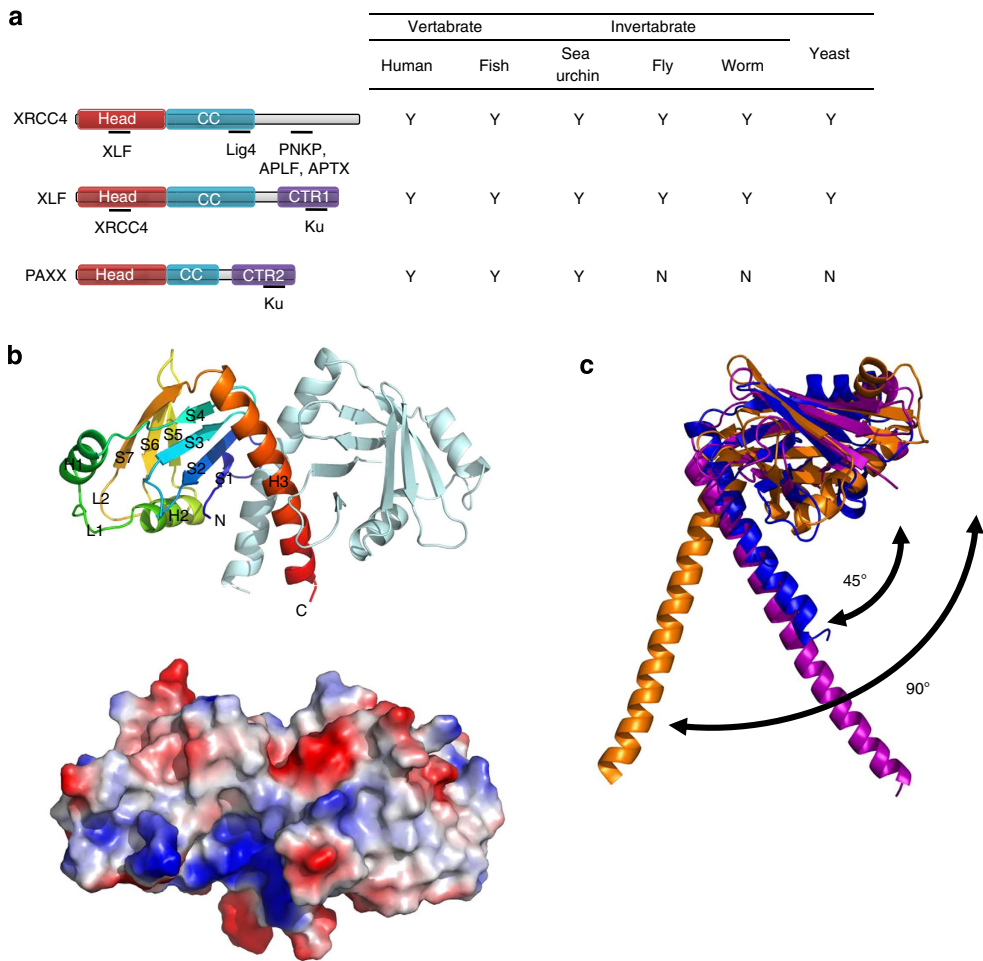 a
Vertabrate Invertabrate
Human Fish Sea urchin Fly Worm Yeast
XRCC4 Head CC Y Y Y Y Y Y
XLF Lig4 PNKP,
APLF, APTX
XLF Head CC CTR1 Y Y Y Y Y Y
XRCC4 Ku
PAXX Head CC CTR2 Y Y Y N N N
Ku
b
S4
S5
S6 S3
S7 S2
H1 S1 H3
L2
H2 N
L1
C
c
45°
90°